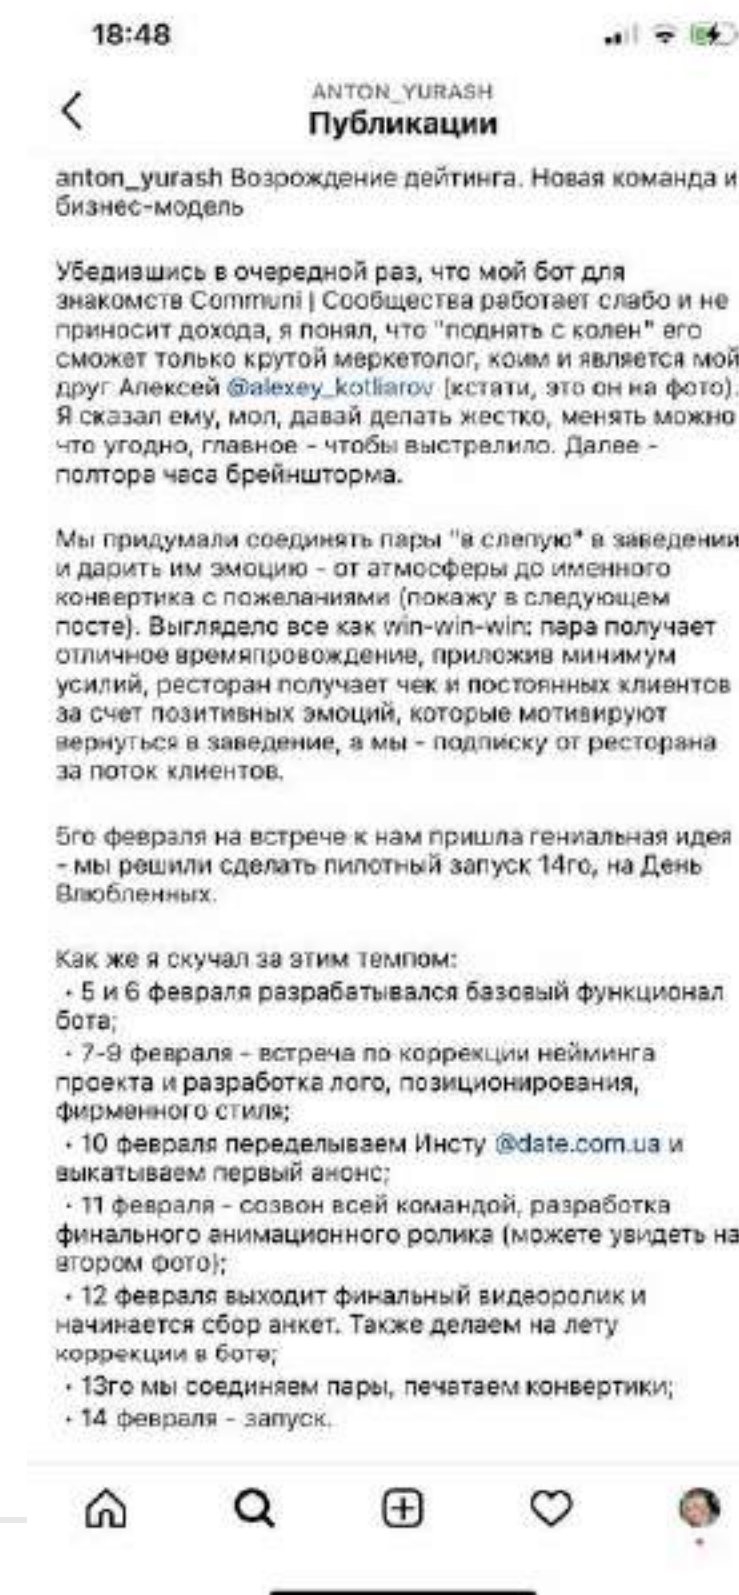 18:48
ANTON_YURASH
Публикации
anton_yurash Возрождение дейтинга. Новая команда и
бизнес-модель
Убедившись в очередной раз, что мой бот для
знакомств Communi | Сообщества работает слабо и не
приносит дохода, я понял, что "поднять с колен" его
сможет только крутой меркетолог, коим и является мой
друг Алексей @alexey_kotliarov (кстати, это он на фото).
Я сказал ему, мол, давай делать жестко, менять можно
что угодно, главное - чтобы выстрелило. Далее -
полтора часа брейншторма.
Мы придумали соединять пары "в слепую" в заведении
и дарить им эмоцию - от атмосферы до именного
конвертика с пожеланиями (покажу в следующем
посте). Выглядело все как win-win-win: пара получает
отличное времяпровождение, приложив минимум
усилий, ресторан получает чек и постоянных клиентов
за счет позитивных эмоций, которые мотивируют
вернуться в заведение, а мы - подписку от ресторана
за поток клиентов.
5го февраля на встрече к нам пришла гениальная идея
- мы решили сделать пилотный запуск 14го, на День
Влюбленных.
Как же я скучал за этим темпом:
• 5 и 6 февраля разрабатывался базовый функционал
бота;
• 7-9 февраля - встреча по коррекции нейминга
проекта и разработка лого, позиционирования,
фирменного стиля;
• 10 февраля переделываем Инсту @date.com.ua и
выкатываем первый анонс;
• 11 февраля - созвон всей командой, разработка
финального анимационного ролика (можете увидеть на
втором фото);
• 12 февраля выходит финальный видеоролик и
начинается сбор анкет. Также делаем на лету
коррекции в боте;
• 13го мы соединяем пары, печатаем конвертики;
• 14 февраля - запуск.